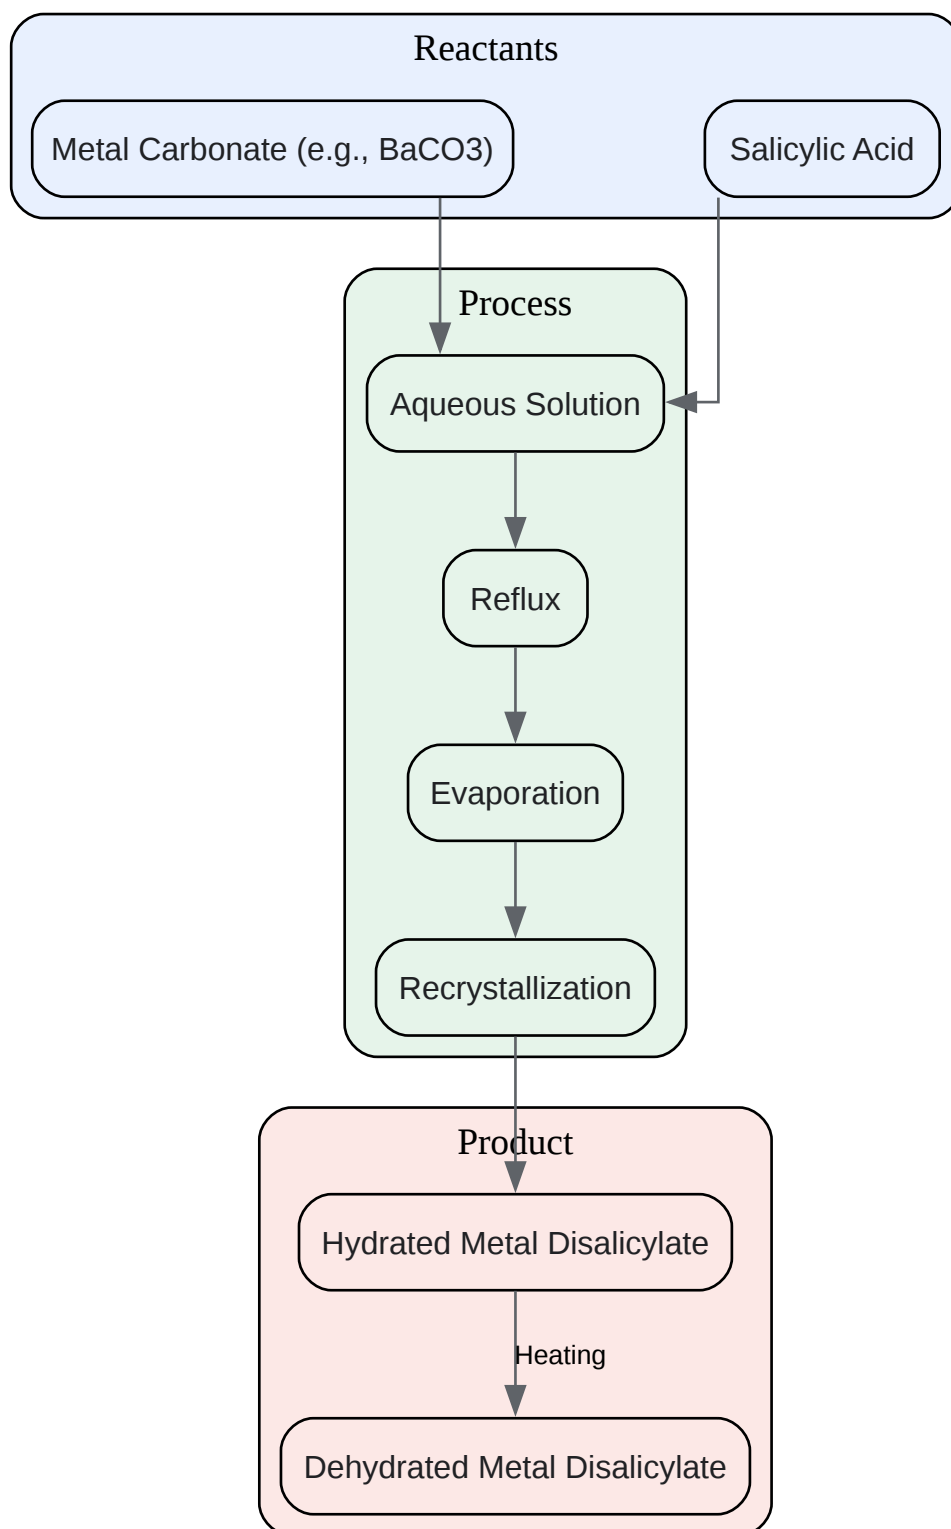 Reactants
Metal Carbonate (e.g., BaCO3)
Salicylic Acid
Process
Aqueous Solution
Reflux
Evaporation
Recrystallization
Product
Hydrated Metal Disalicylate
Heating
Dehydrated Metal Disalicylate